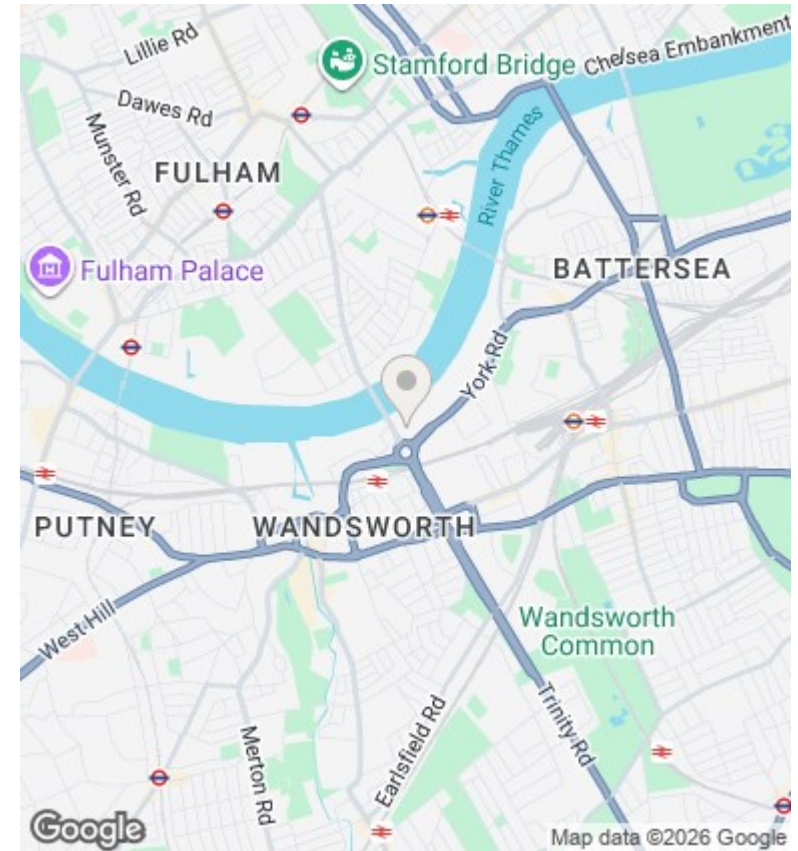 Lillie Rd
Stamford Bridge
Chelsea Embankment
Dawes Rd
Munster Rd
FULHAM
River Thames
Fulham Palace
BATTERSEA
York Rd
PUTNEY
WANDSWORTH
West Hill
Wandsworth
Common
Trinity Rd
Earlsfield Rd
Merton Rd
Google
Map data ©2026 Google